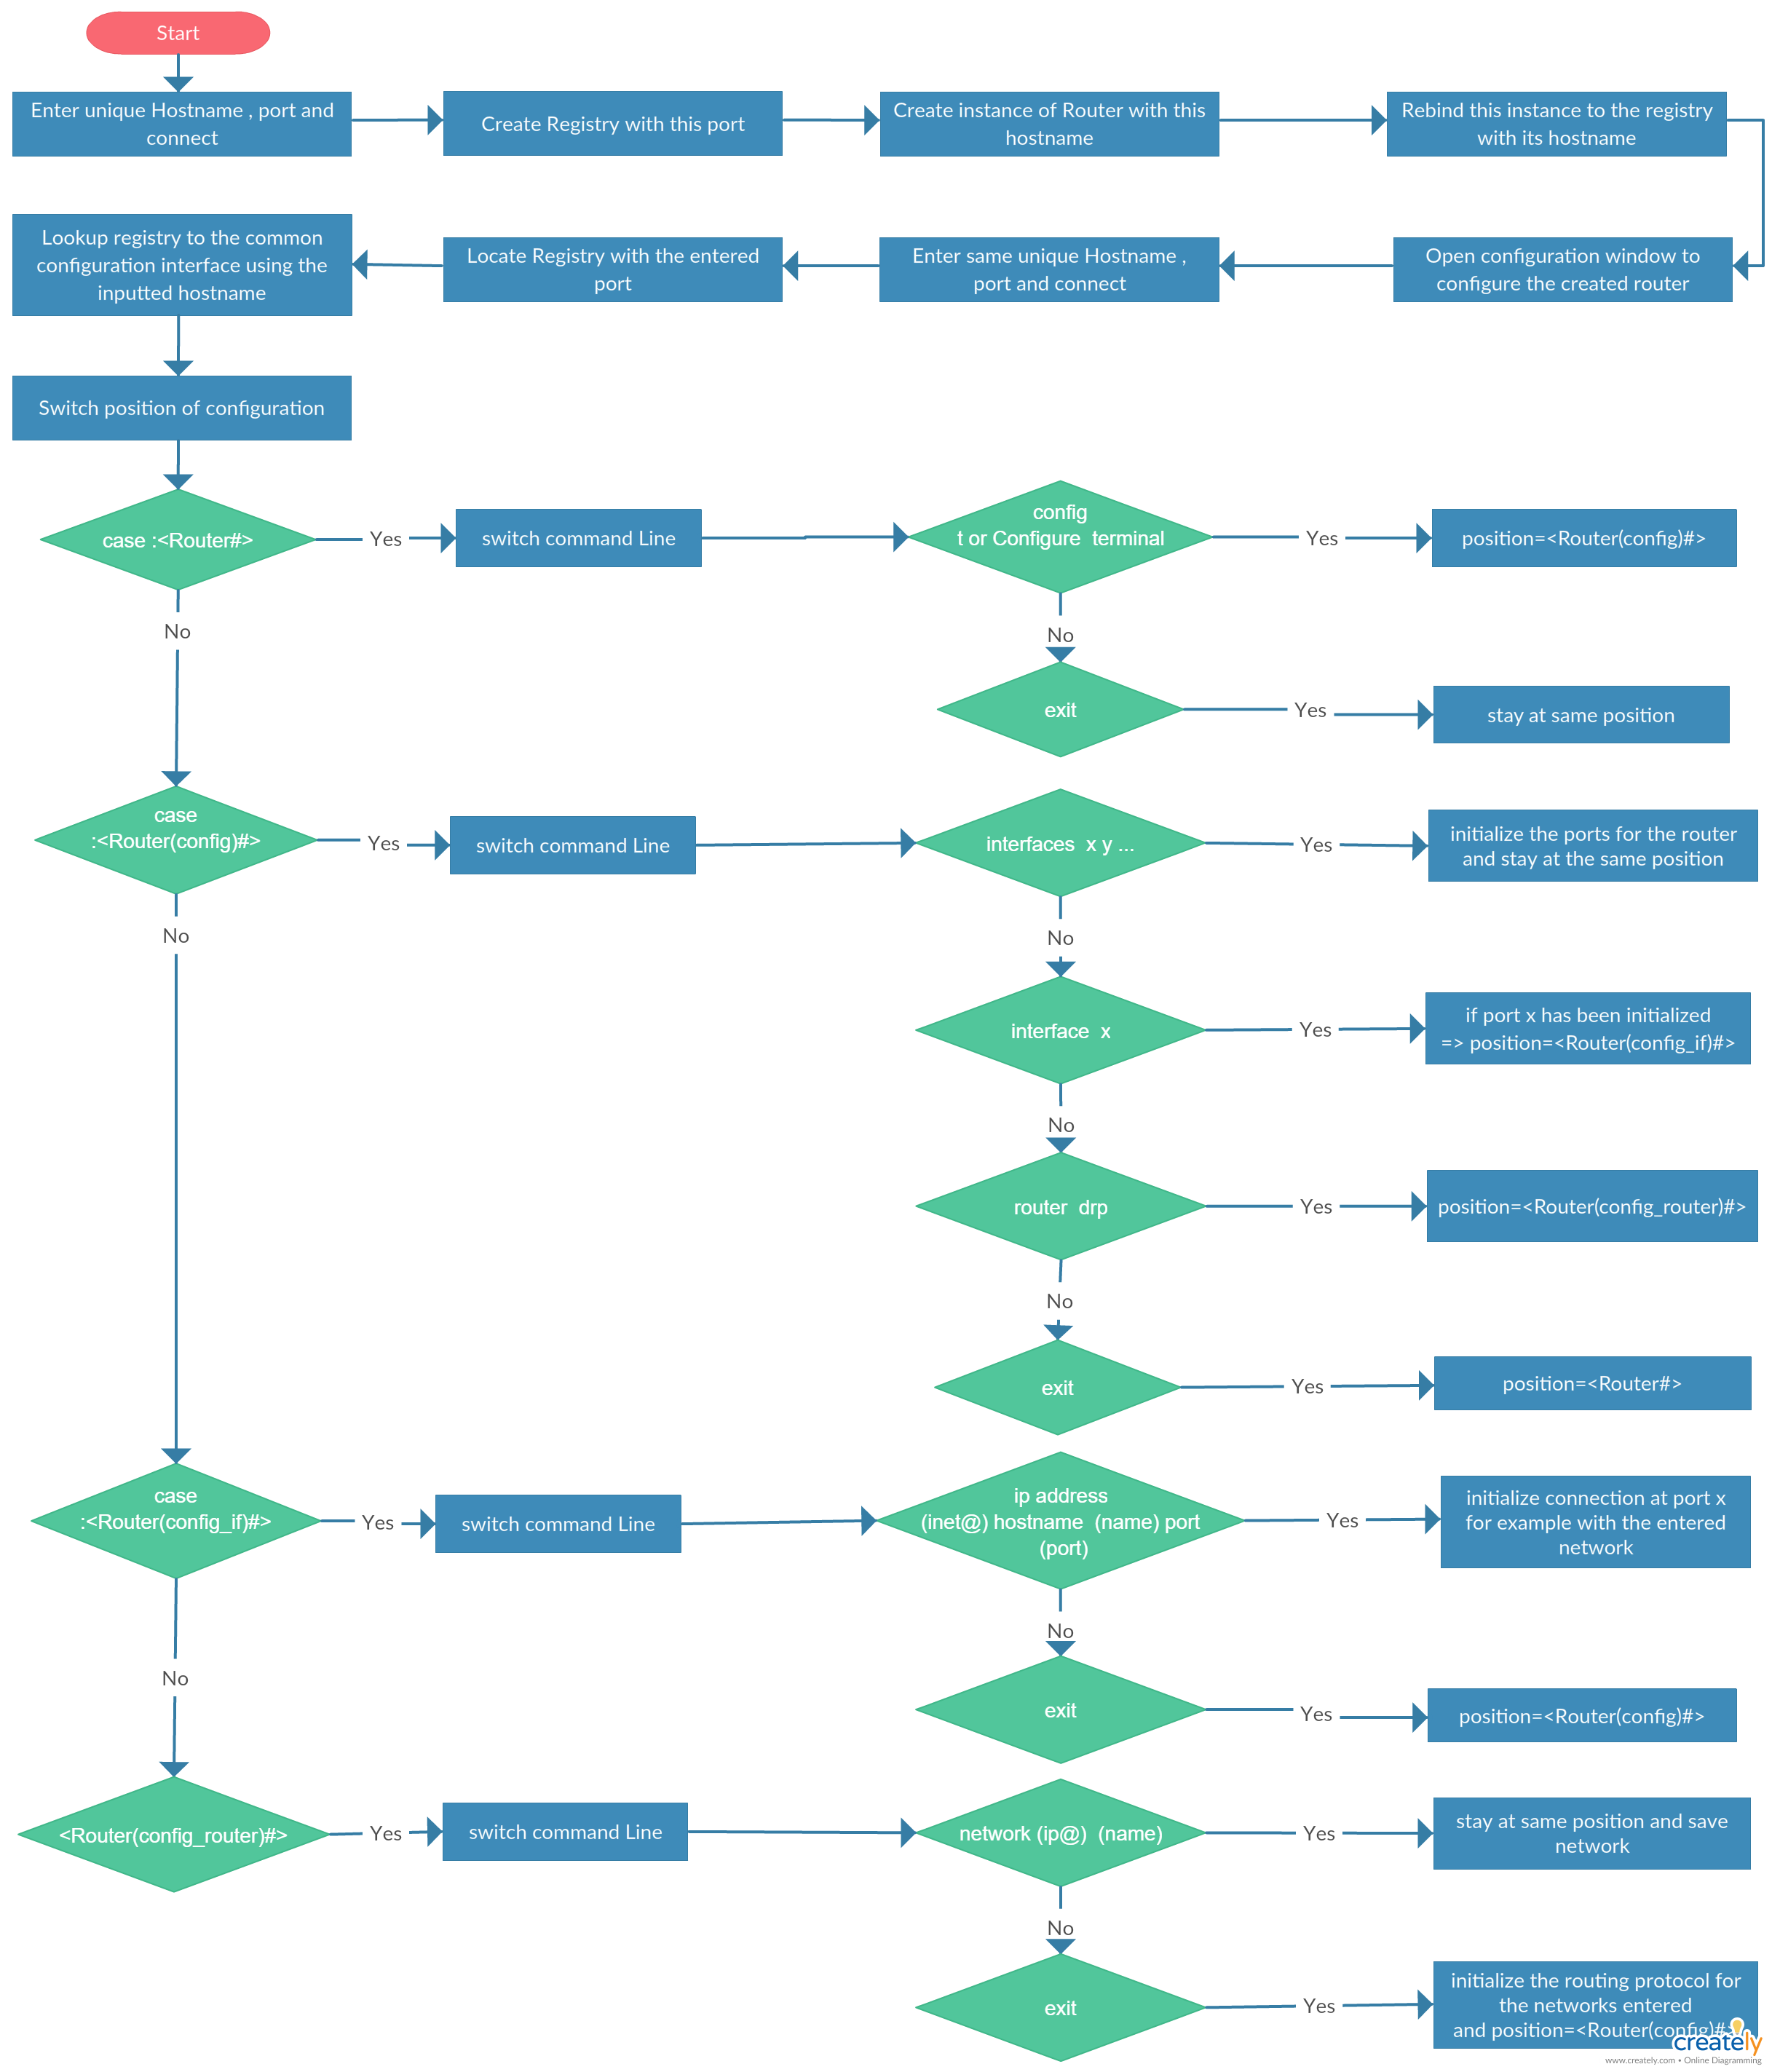 Start
Enter unique Hostname , port and
connect
Create Registry with this port
Create instance of Router with this
hostname
Rebind this instance to the registry
with its hostname
Lookup registry to the common
configuration interface using the
inputted hostname
Locate Registry with the entered
port
Enter same unique Hostname ,
port and connect
Open configuration window to
configure the created router
Switch position of configuration
case :<Router#>
Yes
switch command Line
config
t or Configure terminal
Yes
position=<Router(config)#>
No
No
exit
Yes
stay at same position
case
:<Router(config)#>
Yes
switch command Line
interfaces x y ...
Yes
initialize the ports for the router
and stay at the same position
No
No
interface x
Yes
if port x has been initialized
=> position=<Router(config_if)#>
No
router drp
Yes
position=<Router(config_router)#>
No
exit
Yes
position=<Router#>
case
:<Router(config_if)#>
Yes
switch command Line
ip address
(inet@) hostname (name) port
(port)
Yes
initialize connection at port x
for example with the entered
network
No
No
exit
Yes
position=<Router(config)#>
<Router(config_router)#>
Yes
switch command Line
network (ip@) (name)
Yes
stay at same position and save
network
No
exit
Yes
initialize the routing protocol for
the networks entered
and position=<Router(config)#>
creately
www.creately.com • Online Diagramming